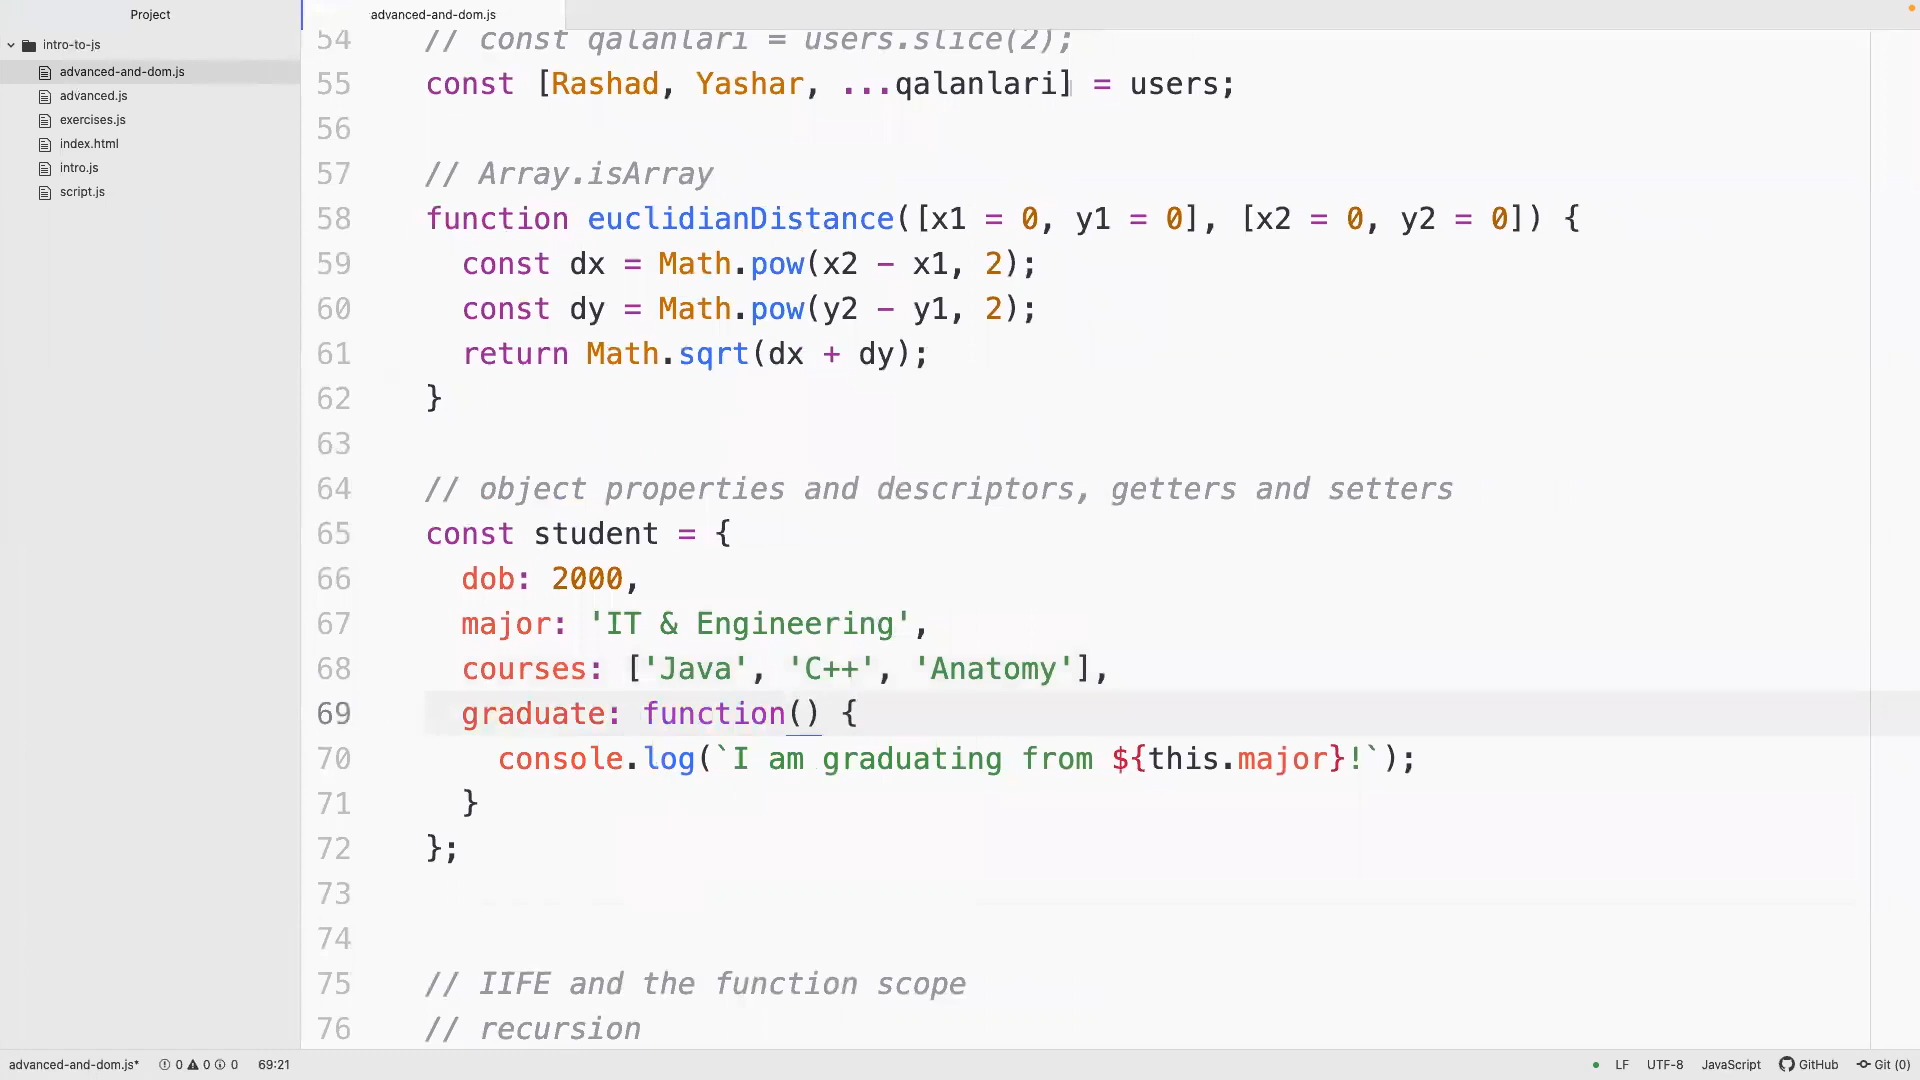 Project
advanced-and-dom.js
intro-to-js
advanced-and-dom.js
advanced.js
exercises.js
index.html
intro.js
script.js
54 // const qalanlari = users.slice(2);
55 const [Rashad, Yashar, ...qalanlari] = users;
56
57 // Array.isArray
58 function euclidianDistance([x1 = 0, y1 = 0], [x2 = 0, y2 = 0]) {
59 const dx = Math.pow(x2 - x1, 2);
60 const dy = Math.pow(y2 - y1, 2);
61 return Math.sqrt(dx + dy);
62 }
63
64 // object properties and descriptors, getters and setters
65 const student = {
66 dob: 2000,
67 major: 'IT & Engineering',
68 courses: ['Java', 'C++', 'Anatomy'],
69 graduate: function() {
70 console.log(`I am graduating from ${this.major}!`);
71 }
72 };
73
74
75 // IIFE and the function scope
76 // recursion
advanced-and-dom.js* 0 0 0 69:21 LF UTF-8 JavaScript GitHub Git (0)